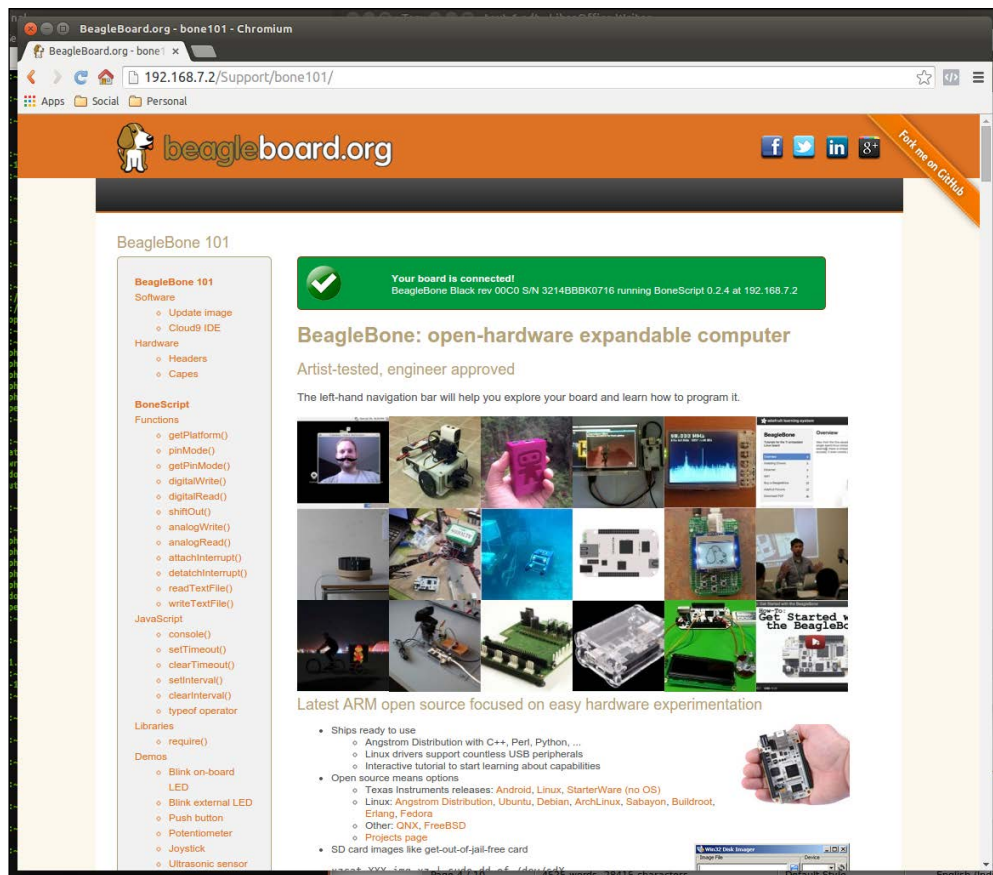 BeagleBoard.org - bone101 - Chromium
BeagleBoard.org - bone1
192.168.7.2/Support/bone101/
Apps Social Personal
beagleboard.org
Fork me on GitHub
BeagleBone 101
BeagleBone 101
Software
Update image
Cloud9 IDE
Hardware
Headers
Capes
BoneScript
Functions
getPlatform()
pinMode()
getPinMode()
digitalWrite()
digitalRead()
shiftOut()
analogWrite()
analogRead()
attachInterrupt()
detatchInterrupt()
readTextFile()
writeTextFile()
JavaScript
console()
setTimeout()
clearTimeout()
setInterval()
clearInterval()
typeof operator
Libraries
require()
Demos
Blink on-board
LED
Blink external LED
Push button
Potentiometer
Joystick
Ultrasonic sensor
Your board is connected!
BeagleBone Black rev 00C0 S/N 3214BBBK0716 running BoneScript 0.2.4 at 192.168.7.2
BeagleBone: open-hardware expandable computer
Artist-tested, engineer approved
The left-hand navigation bar will help you explore your board and learn how to program it.
BeagleBone
Overview
How-To:
Get Started
the BeagleBo
Latest ARM open source focused on easy hardware experimentation
Ships ready to use
Angstrom Distribution with C++, Perl, Python, ...
Linux drivers support countless USB peripherals
Interactive tutorial to start learning about capabilities
Open source means options
Texas Instruments releases: Android, Linux, StarterWare (no OS)
Linux: Angstrom Distribution, Ubuntu, Debian, ArchLinux, Sabayon, Buildroot,
Erlang, Fedora
Other: QNX, FreeBSD
Projects page
SD card images like get-out-of-jail-free card
Win32 Disk Imager
Image File
Device